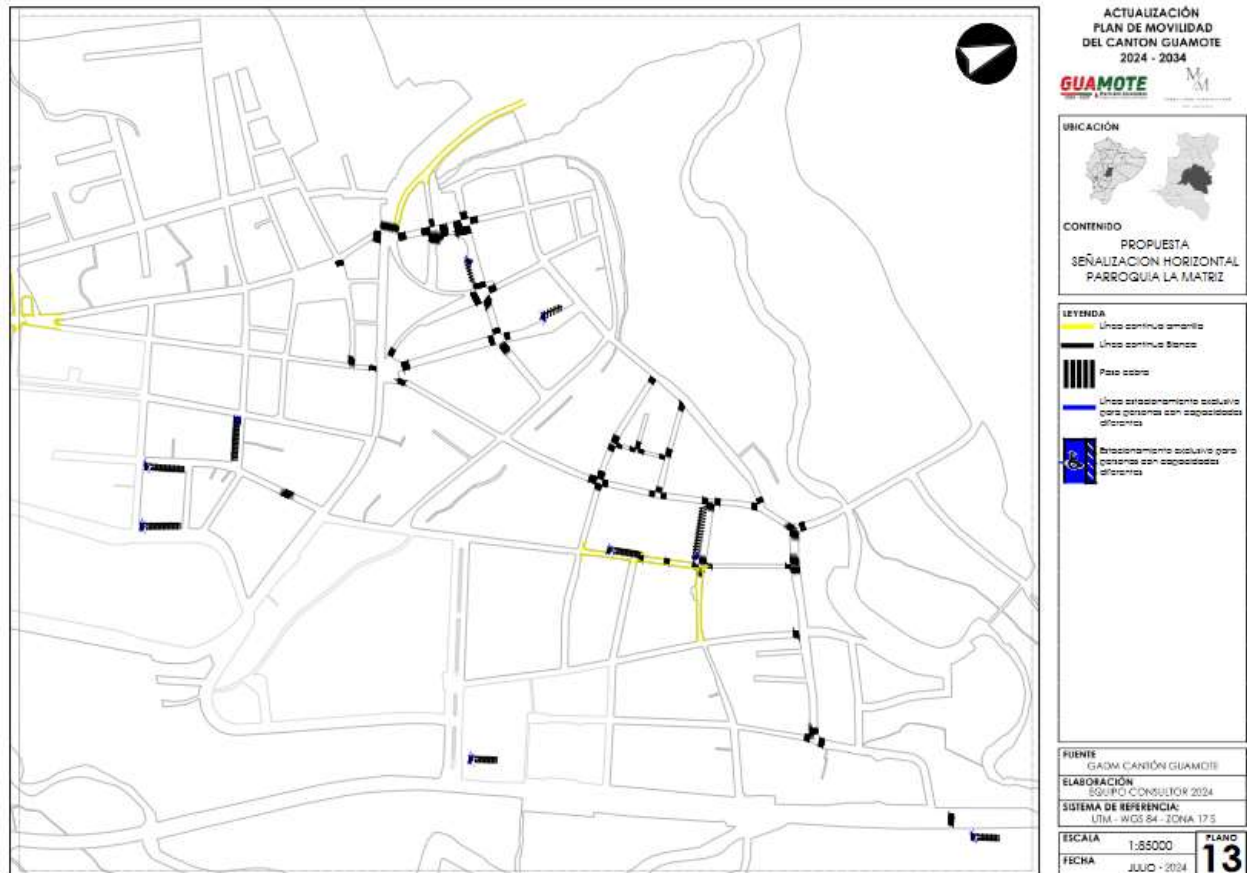 ACTUALIZACIÓN
PLAN DE MOVILIDAD
DEL CANTON GUAMOTE
2024 - 2034
GUAMOTE
M/M
UBICACIÓN
CONTENIDO
PROPUESTA
SEÑALIZACION HORIZONTAL
PARROQUIA LA MATRIZ
LEYENDA
Línea continua amarilla
Línea continua Blanca
Paso cebra
Línea estacionamiento exclusivo
para personas con capacidades
diferentes
Estacionamiento exclusivo para
personas con capacidades
diferentes
FUENTE
GADM CANTÓN GUAMOTE
ELABORACIÓN
EQUIPO CONSULTOR 2024
SISTEMA DE REFERENCIA:
UTM - WGS 84 - ZONA 17 S
ESCALA
1:85000
PLANO
13
FECHA
JULIO - 2024